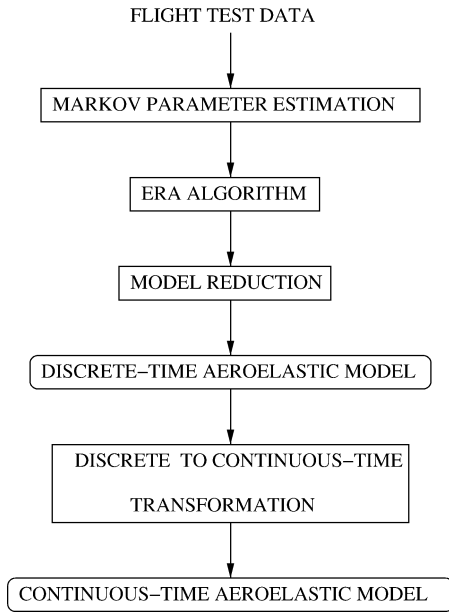 FLIGHT TEST DATA
MARKOV PARAMETER ESTIMATION
ERA ALGORITHM
MODEL REDUCTION
DISCRETE−TIME AEROELASTIC MODEL
DISCRETE TO CONTINUOUS−TIME
TRANSFORMATION
CONTINUOUS−TIME AEROELASTIC MODEL